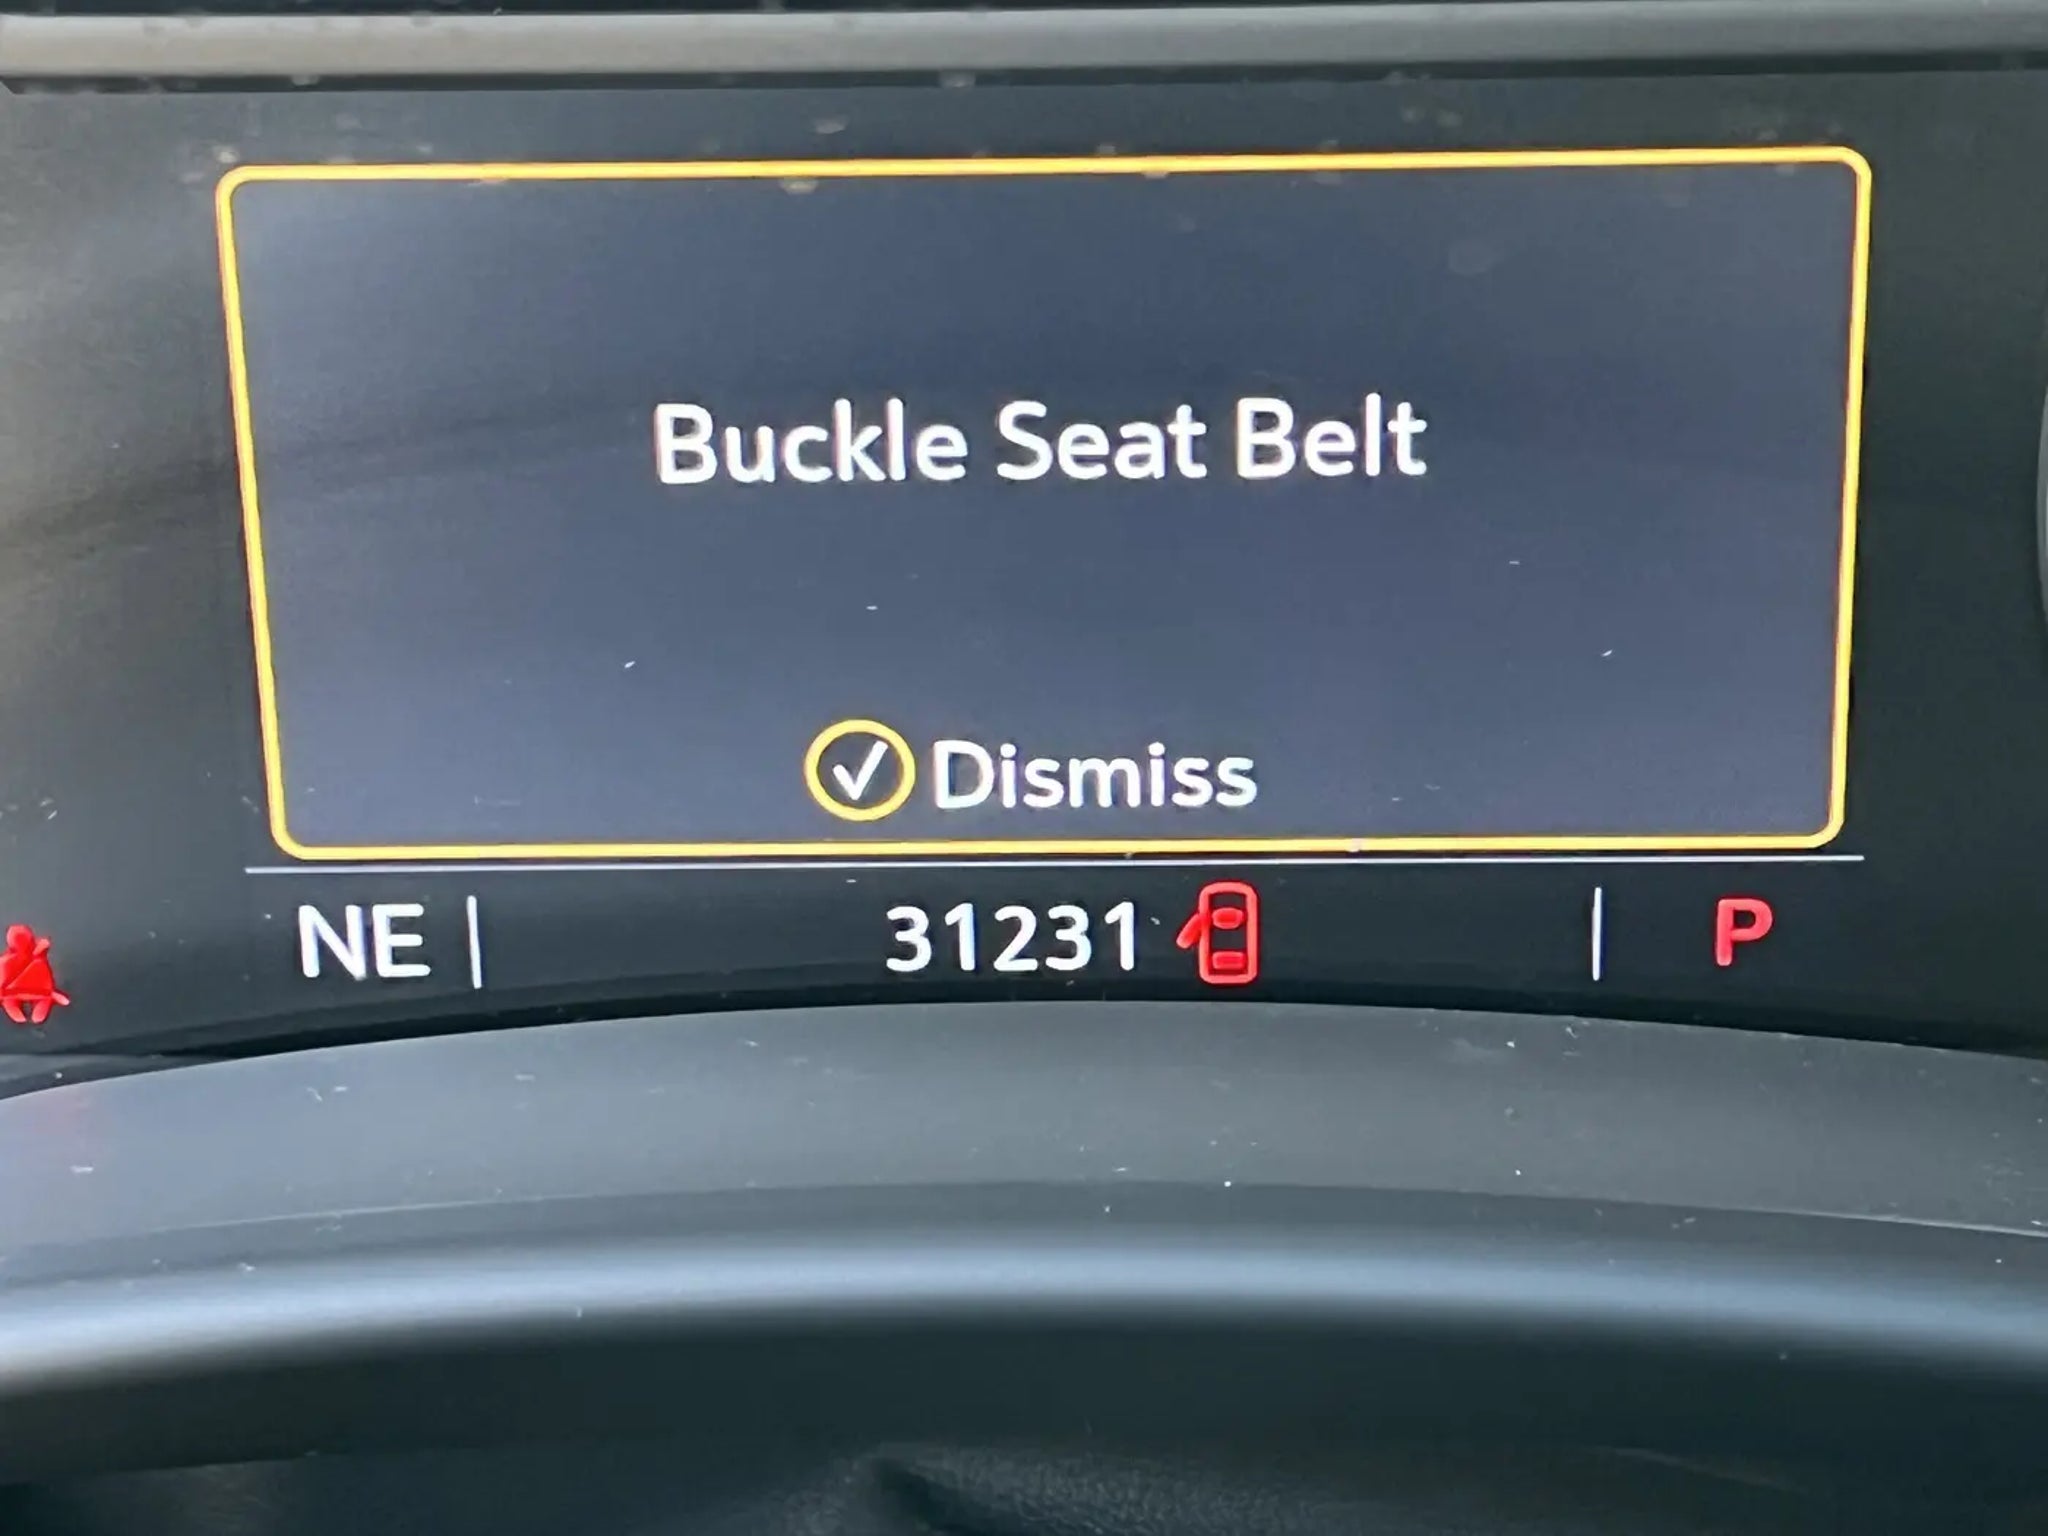 Buckle Seat Belt
Dismiss
NE 31231 P